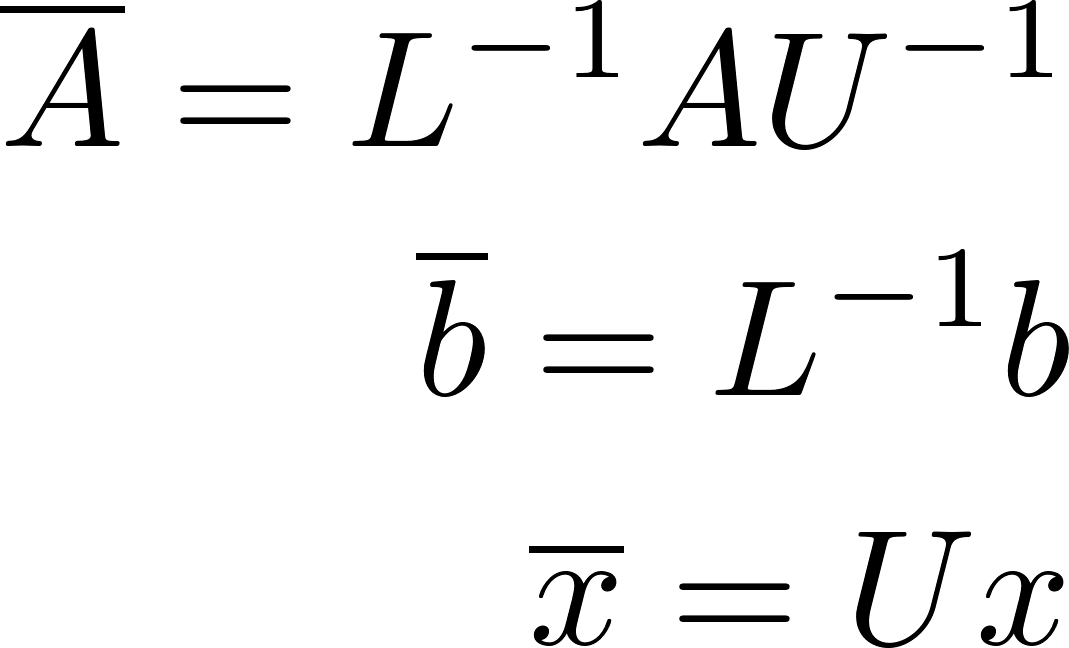 A̅ = L⁻¹AU⁻¹
b̅ = L⁻¹b
x̅ = Ux